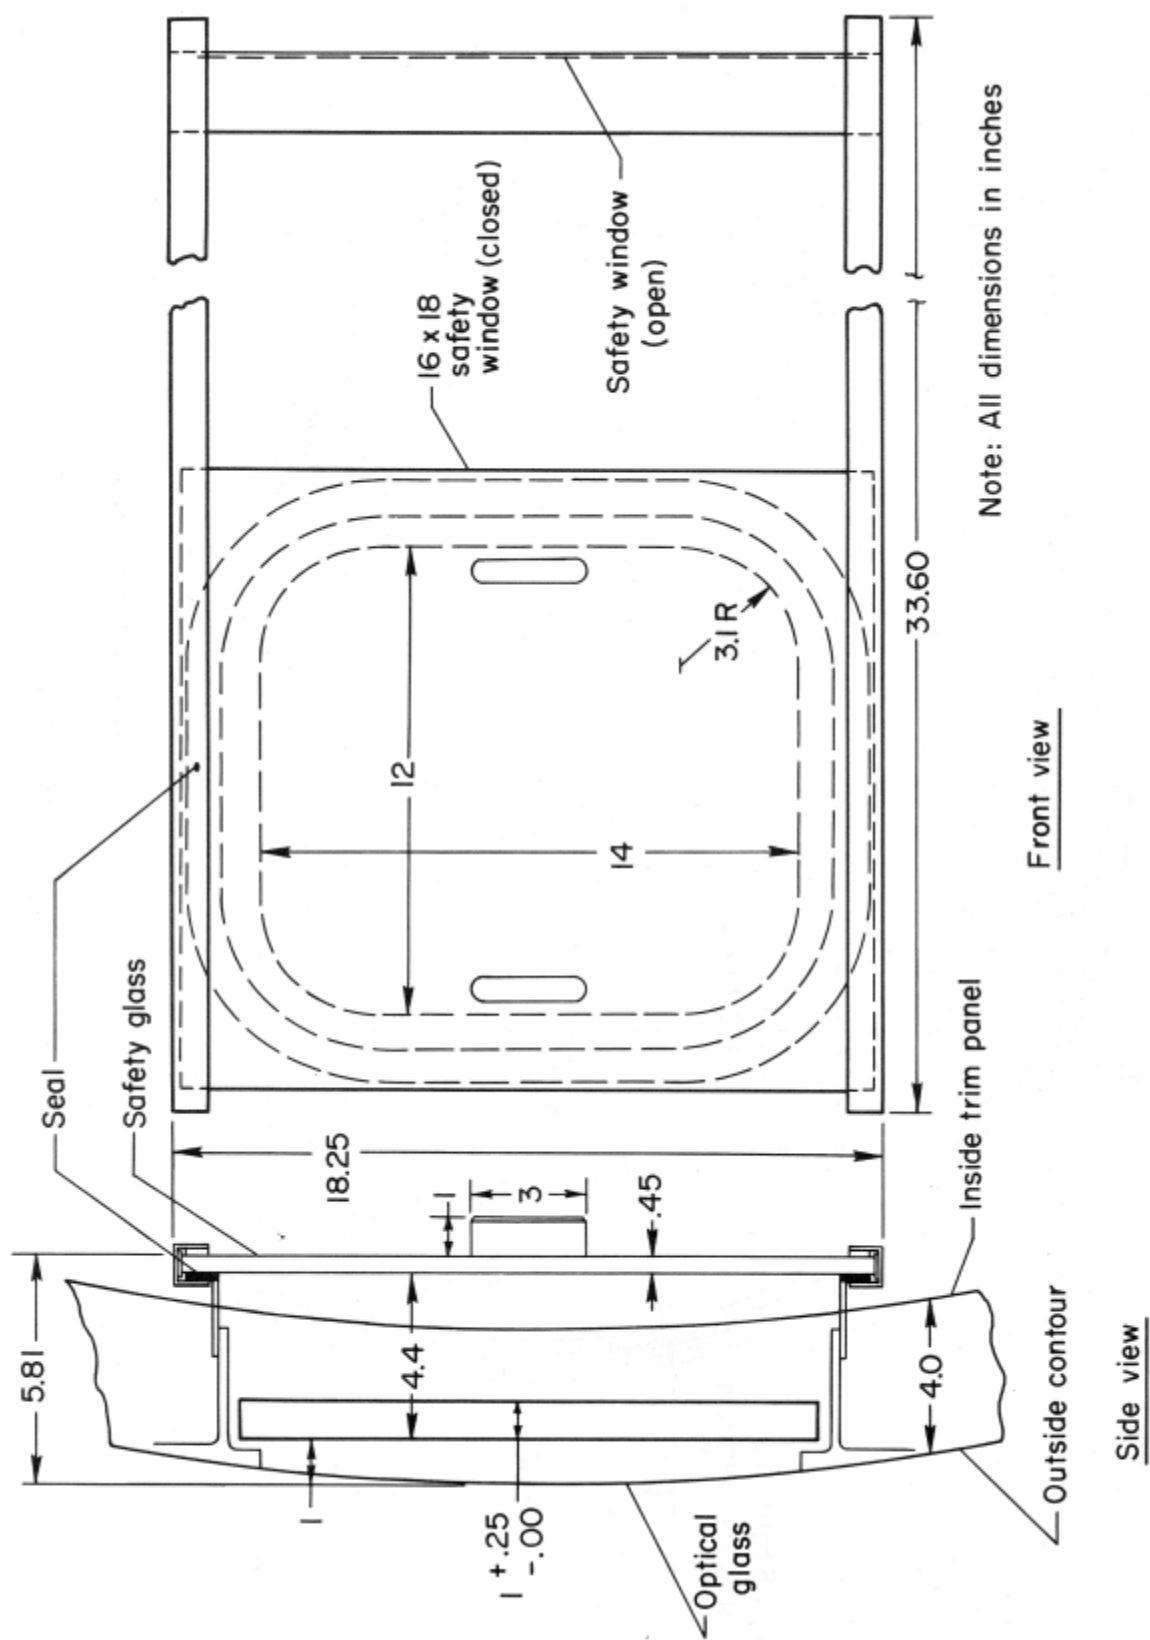 Seal
Safety glass
5.81
18.25
1
3
.45
4.4
4.0
1
1 +.25
-.00
Optical
glass
Inside trim panel
Outside contour
Side view
16 x 18
safety
window (closed)
Safety window
(open)
12
14
3.1 R
33.60
Note: All dimensions in inches
Front view